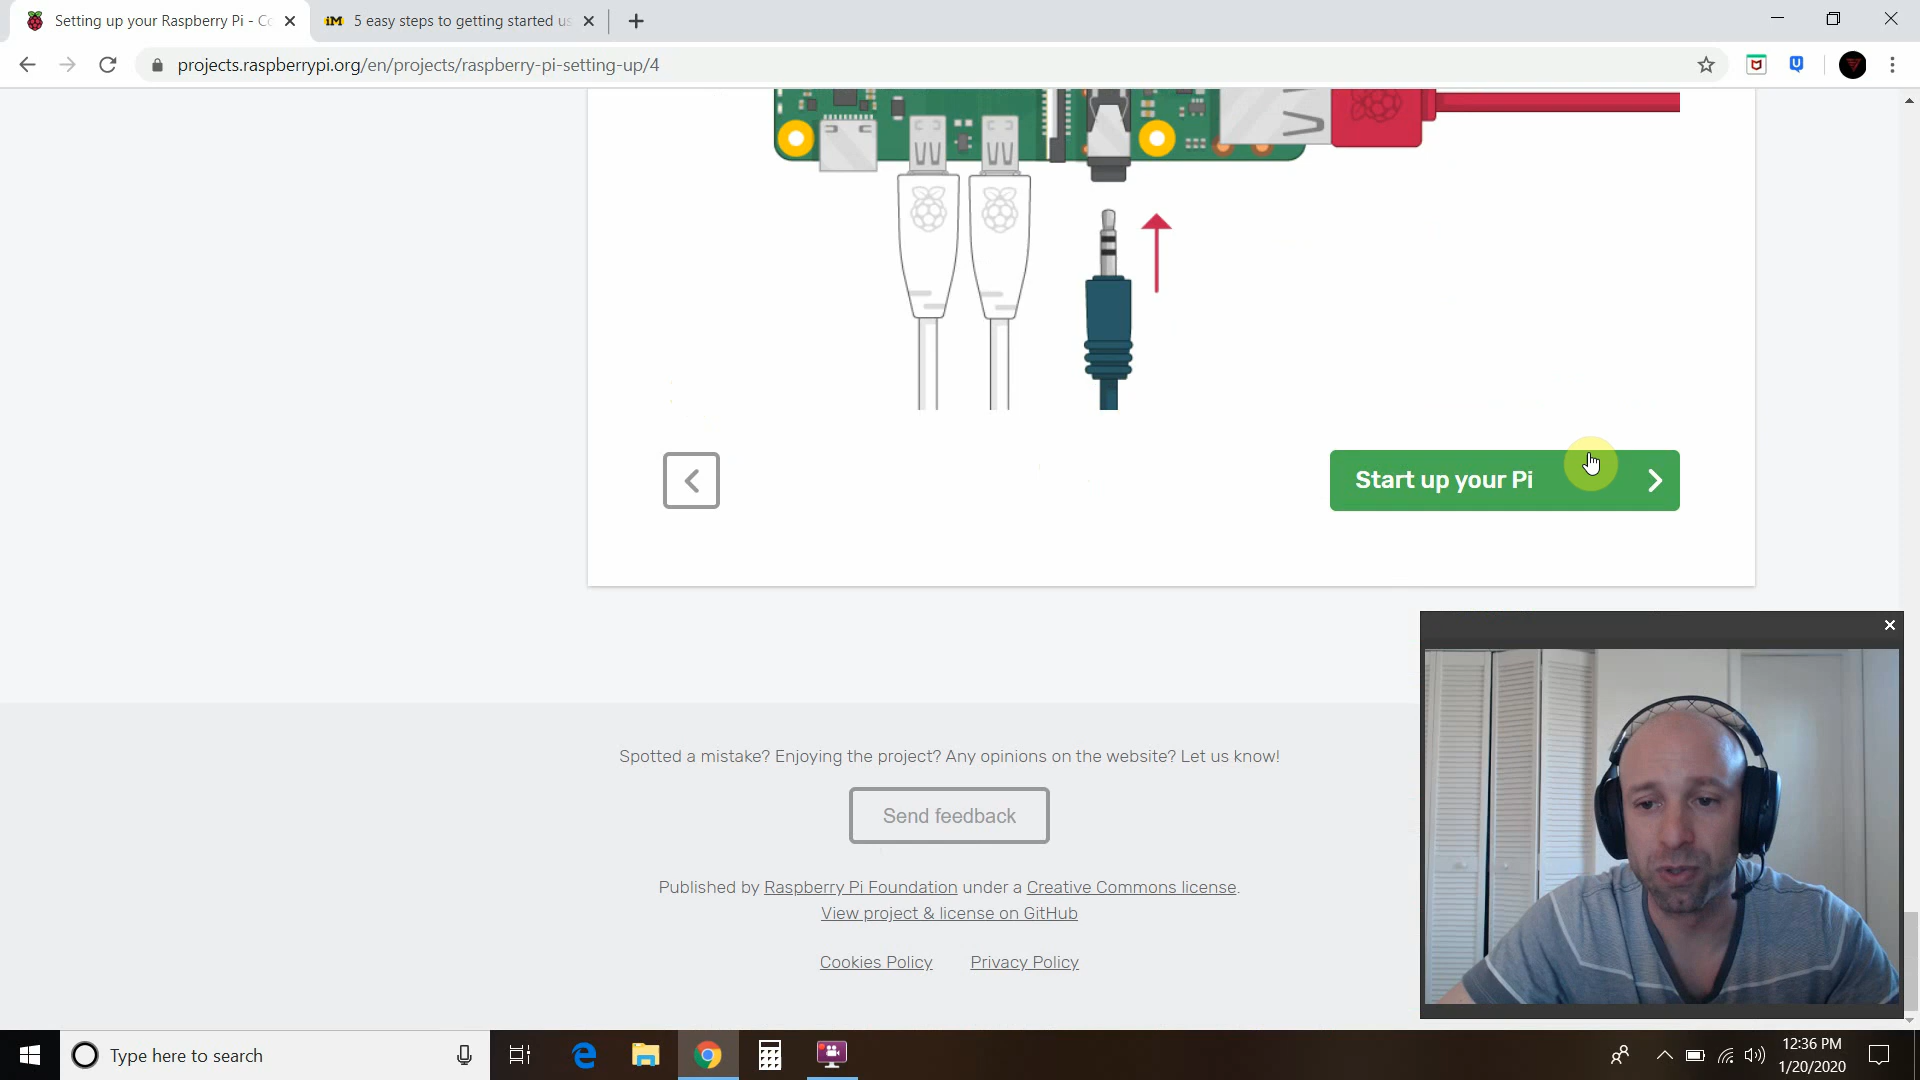 Setting up your Raspberry Pi - Co
5 easy steps to getting started us
projects.raspberrypi.org/en/projects/raspberry-pi-setting-up/4
Start up your Pi
Spotted a mistake? Enjoying the project? Any opinions on the website? Let us know!
Send feedback
Published by Raspberry Pi Foundation under a Creative Commons license.
View project & license on GitHub
Cookies Policy Privacy Policy
Type here to search
12:36 PM
1/20/2020